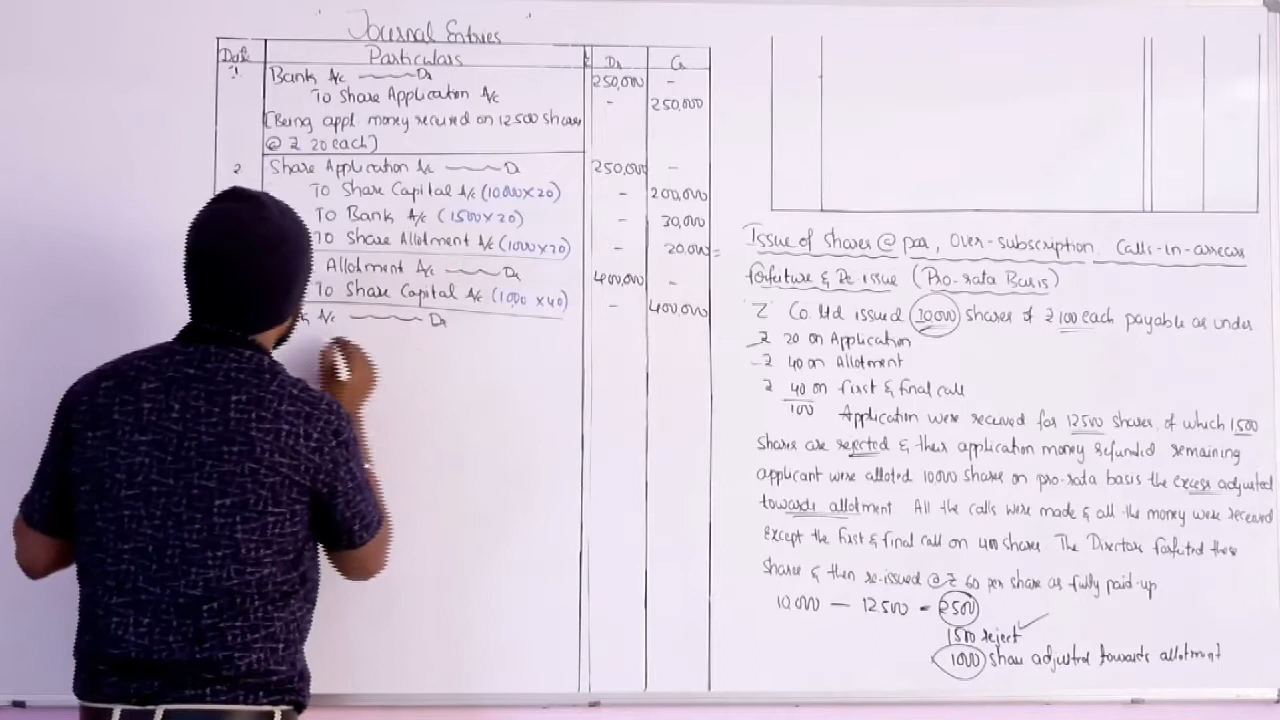 " Journal Entries "
Date Particulars Dr Cr
1 Bank A/c Dr 250,000 -
To Share Application A/c - 250,000
(Being appl. money received on 12500 shares
@ ₹ 20 each)
2 Share Application A/c Dr 250,000 -
To Share Capital A/c (10000 x 20) - 200,000
To Bank A/c (1500 x 20) - 30,000
To Share Allotment A/c (1000 x 20) - 20,000 =
Allotment A/c Dr 400,000 -
To Share Capital A/c (1000 x 40) - 400,000
A/c Dr
Issue of shares @ par, Over-subscription, Calls-in-arrears
forfeiture & Re-issue (Pro-rata Basis)
'Z' Co. Ltd issued 10000 shares of ₹ 100 each payable as under
₹ 20 on Application
₹ 40 on Allotment
₹ 40 on first & final call
100 Application were received for 12500 shares, of which 1500
shares are rejected & their application money refunded remaining
applicant were alloted 10000 share on pro-rata basis the excess adjusted
towards allotment. All the calls were made & all the money were received
Except the first & final call on 400 shares. The Directors forfeited these
shares & then re-issued @ ₹ 60 per share as fully paid-up
10,000 — 12500 - 2500
1500 reject ✓
1000 share adjusted towards allotment